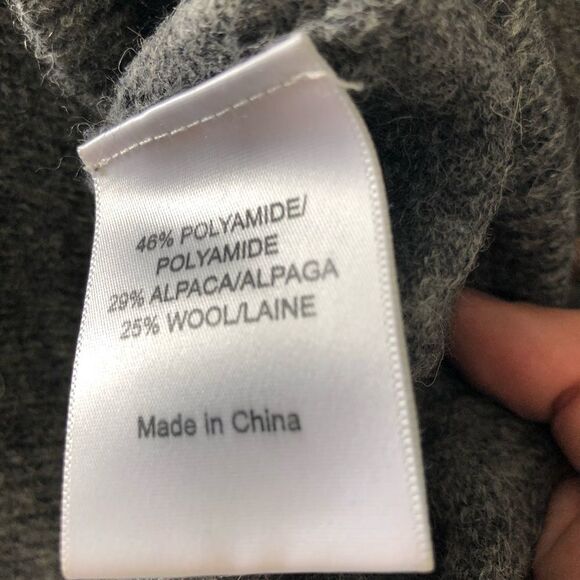 46% POLYAMIDE/
POLYAMIDE
29% ALPACA/ALPAGA
25% WOOL/LAINE
Made in China